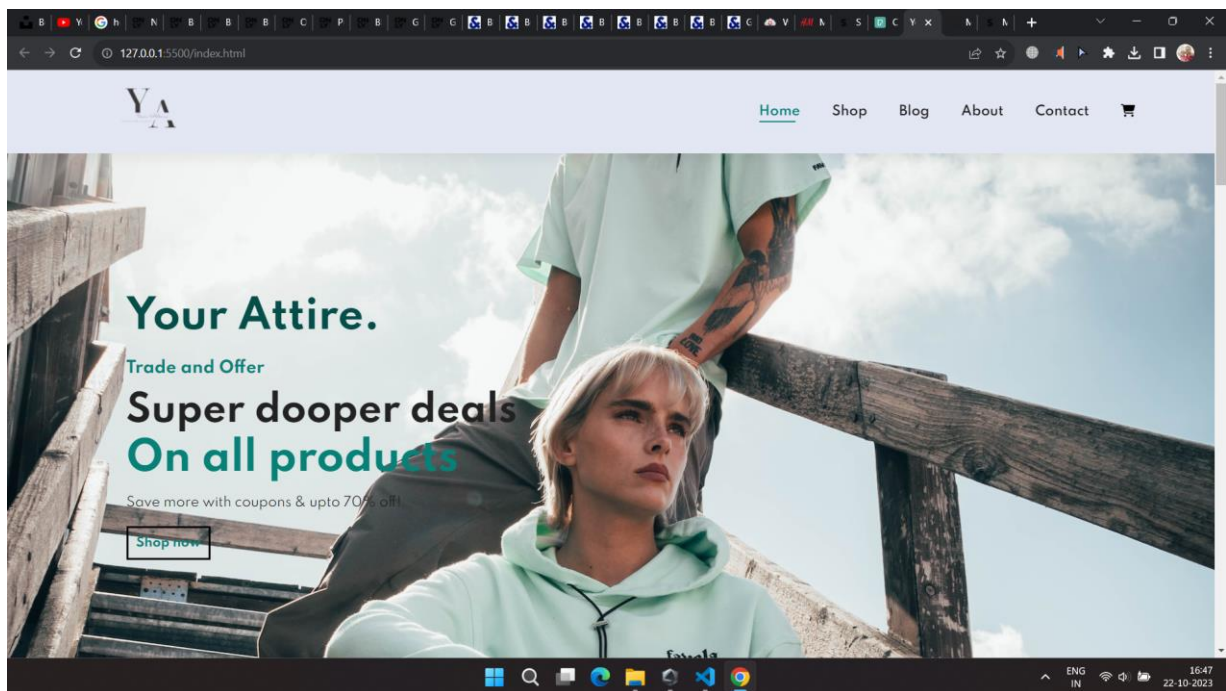 B Y h N B B B C P B G G B B B B B B B G V N S S C Y N N
127.0.0.1:5500/index.html
YA
Home Shop Blog About Contact
Your Attire.
Trade and Offer
Super dooper deals
On all products
Save more with coupons & upto 70% off!
Shop now
ENG
IN
16:47
22-10-2023